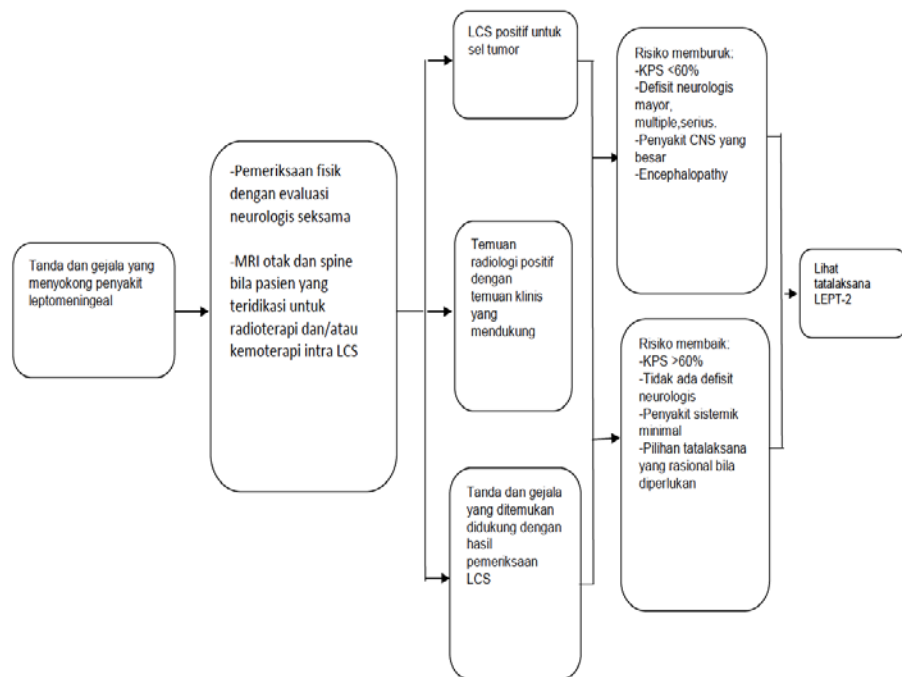 Tanda dan gejala yang
menyokong penyakit
leptomeningeal
-Pemeriksaan fisik
dengan evaluasi
neurologis seksama
-MRI otak dan spine
bila pasien yang
teridikasi untuk
radioterapi dan/atau
kemoterapi intra LCS
LCS positif untuk
sel tumor
Temuan
radiologi positif
dengan
temuan klinis
yang
mendukung
Tanda dan gejala
yang ditemukan
didukung dengan
hasil
pemeriksaan
LCS
Risiko memburuk:
-KPS <60%
-Defisit neurologis
mayor,
multiple,serius.
-Penyakit CNS yang
besar
-Encephalopathy
Risiko membaik:
-KPS >60%
-Tidak ada defisit
neurologis
-Penyakit sistemik
minimal
-Pilihan tatalaksana
yang rasional bila
diperlukan
Lihat
tatalaksana
LEPT-2